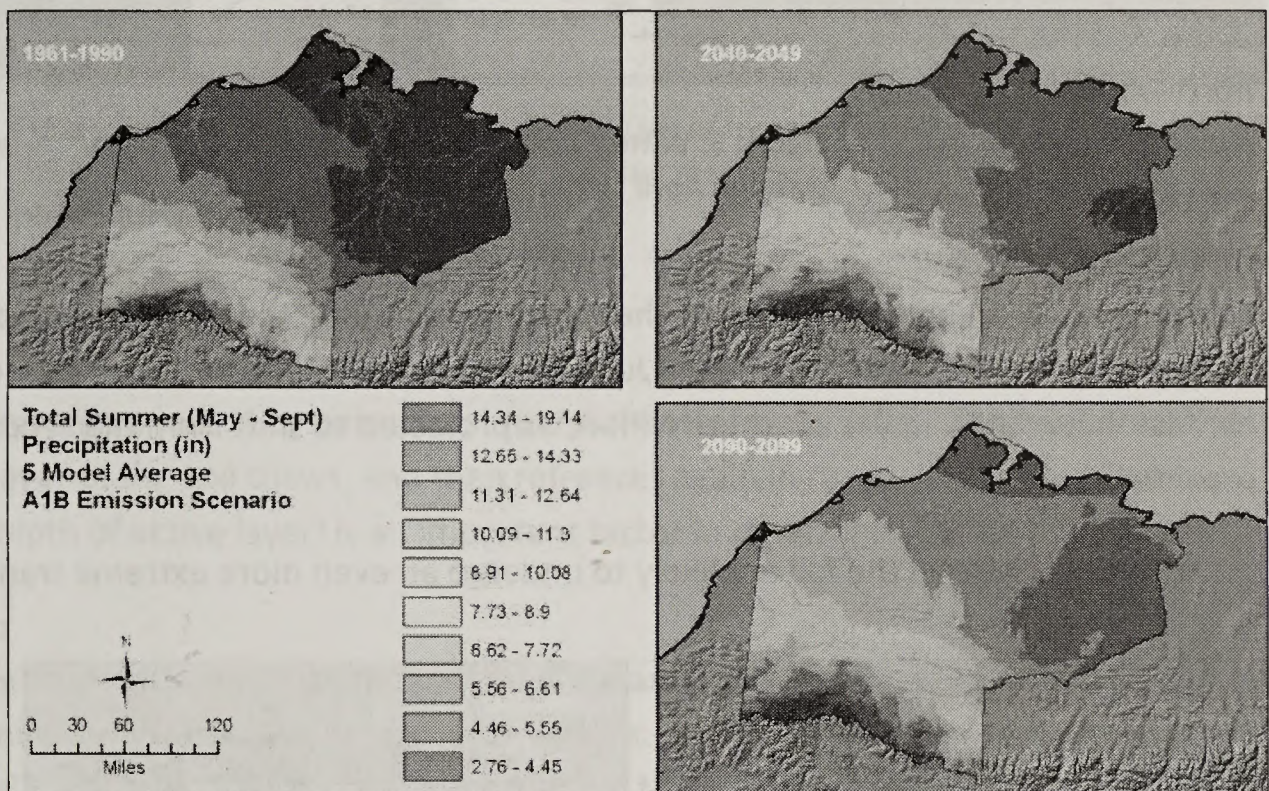 1961-1990
2040-2049
Total Summer (May - Sept)
Precipitation (in)
5 Model Average
A1B Emission Scenario
14.34 - 19.14
12.65 - 14.33
11.31 - 12.64
10.09 - 11.3
8.91 - 10.08
7.73 - 8.9
6.62 - 7.72
5.56 - 6.61
4.46 - 5.55
2.76 - 4.45
N
0 30 60 120
Miles
2090-2099